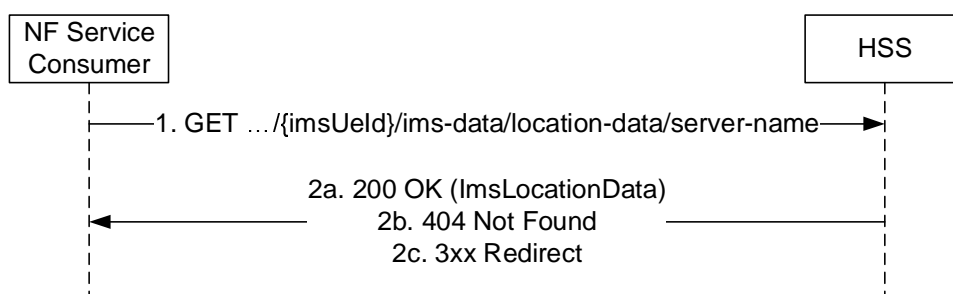 NF Service
Consumer
HSS
1. GET …/{imsUeId}/ims-data/location-data/server-name
2a. 200 OK (ImsLocationData)
2b. 404 Not Found
2c. 3xx Redirect